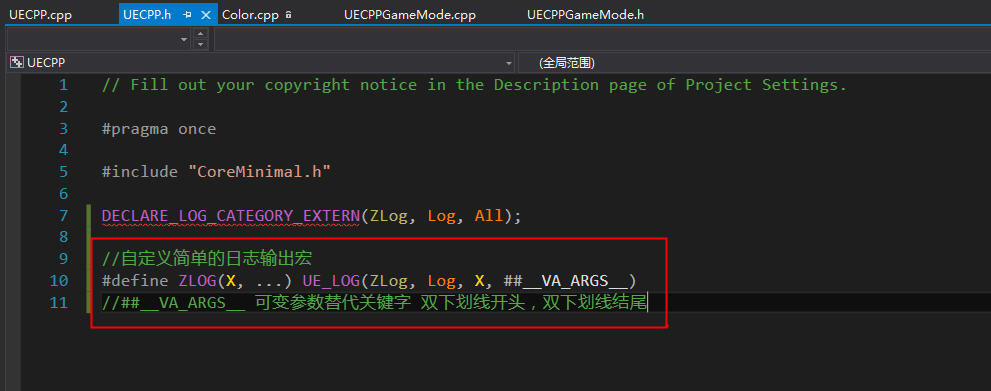 UECPP.cpp UECPP.h Color.cpp UECPPGameMode.cpp UECPPGameMode.h
UECPP (全局范围)
1 // Fill out your copyright notice in the Description page of Project Settings.
2
3 #pragma once
4
5 #include "CoreMinimal.h"
6
7 DECLARE_LOG_CATEGORY_EXTERN(ZLog, Log, All);
8
9 //自定义简单的日志输出宏
10 #define ZLOG(X, ...) UE_LOG(ZLog, Log, X, ##__VA_ARGS__)
11 //##__VA_ARGS__ 可变参数替代关键字 双下划线开头，双下划线结尾